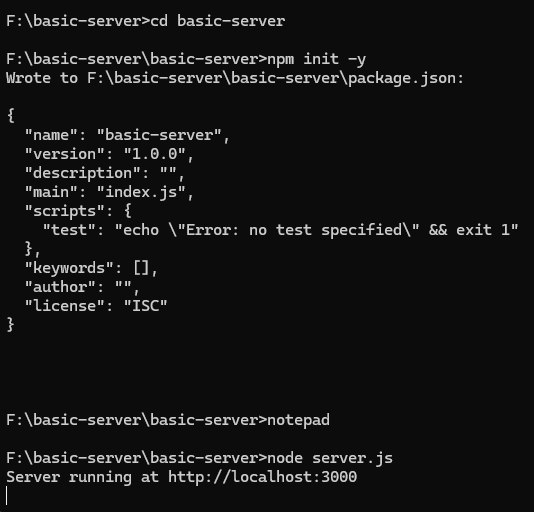 F:\basic-server>cd basic-server
F:\basic-server\basic-server>npm init -y
Wrote to F:\basic-server\basic-server\package.json:
{
  "name": "basic-server",
  "version": "1.0.0",
  "description": "",
  "main": "index.js",
  "scripts": {
    "test": "echo \"Error: no test specified\" && exit 1"
  },
  "keywords": [],
  "author": "",
  "license": "ISC"
}
F:\basic-server\basic-server>notepad
F:\basic-server\basic-server>node server.js
Server running at http://localhost:3000